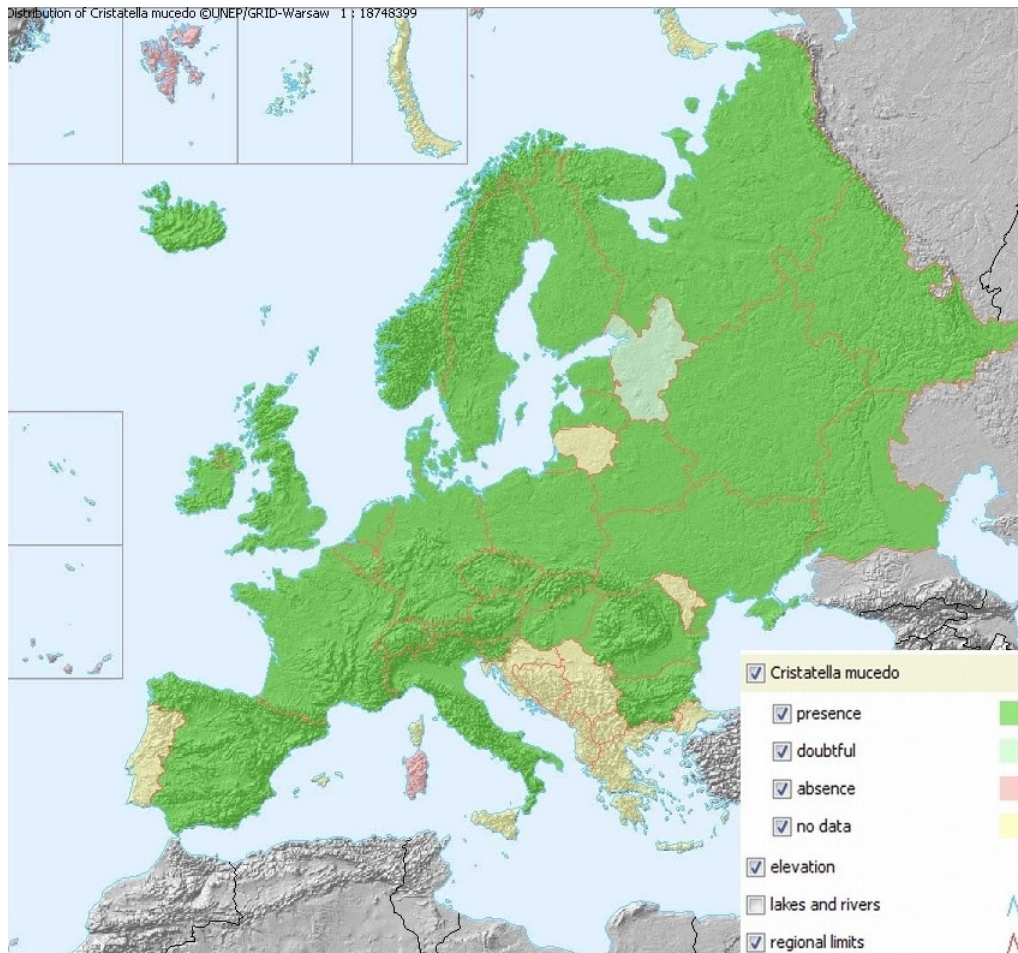 Distribution of Cristatella mucedo ©UNEP/GRID-Warsaw 1 : 18748399
Cristatella mucedo
presence
doubtful
absence
no data
elevation
lakes and rivers
regional limits